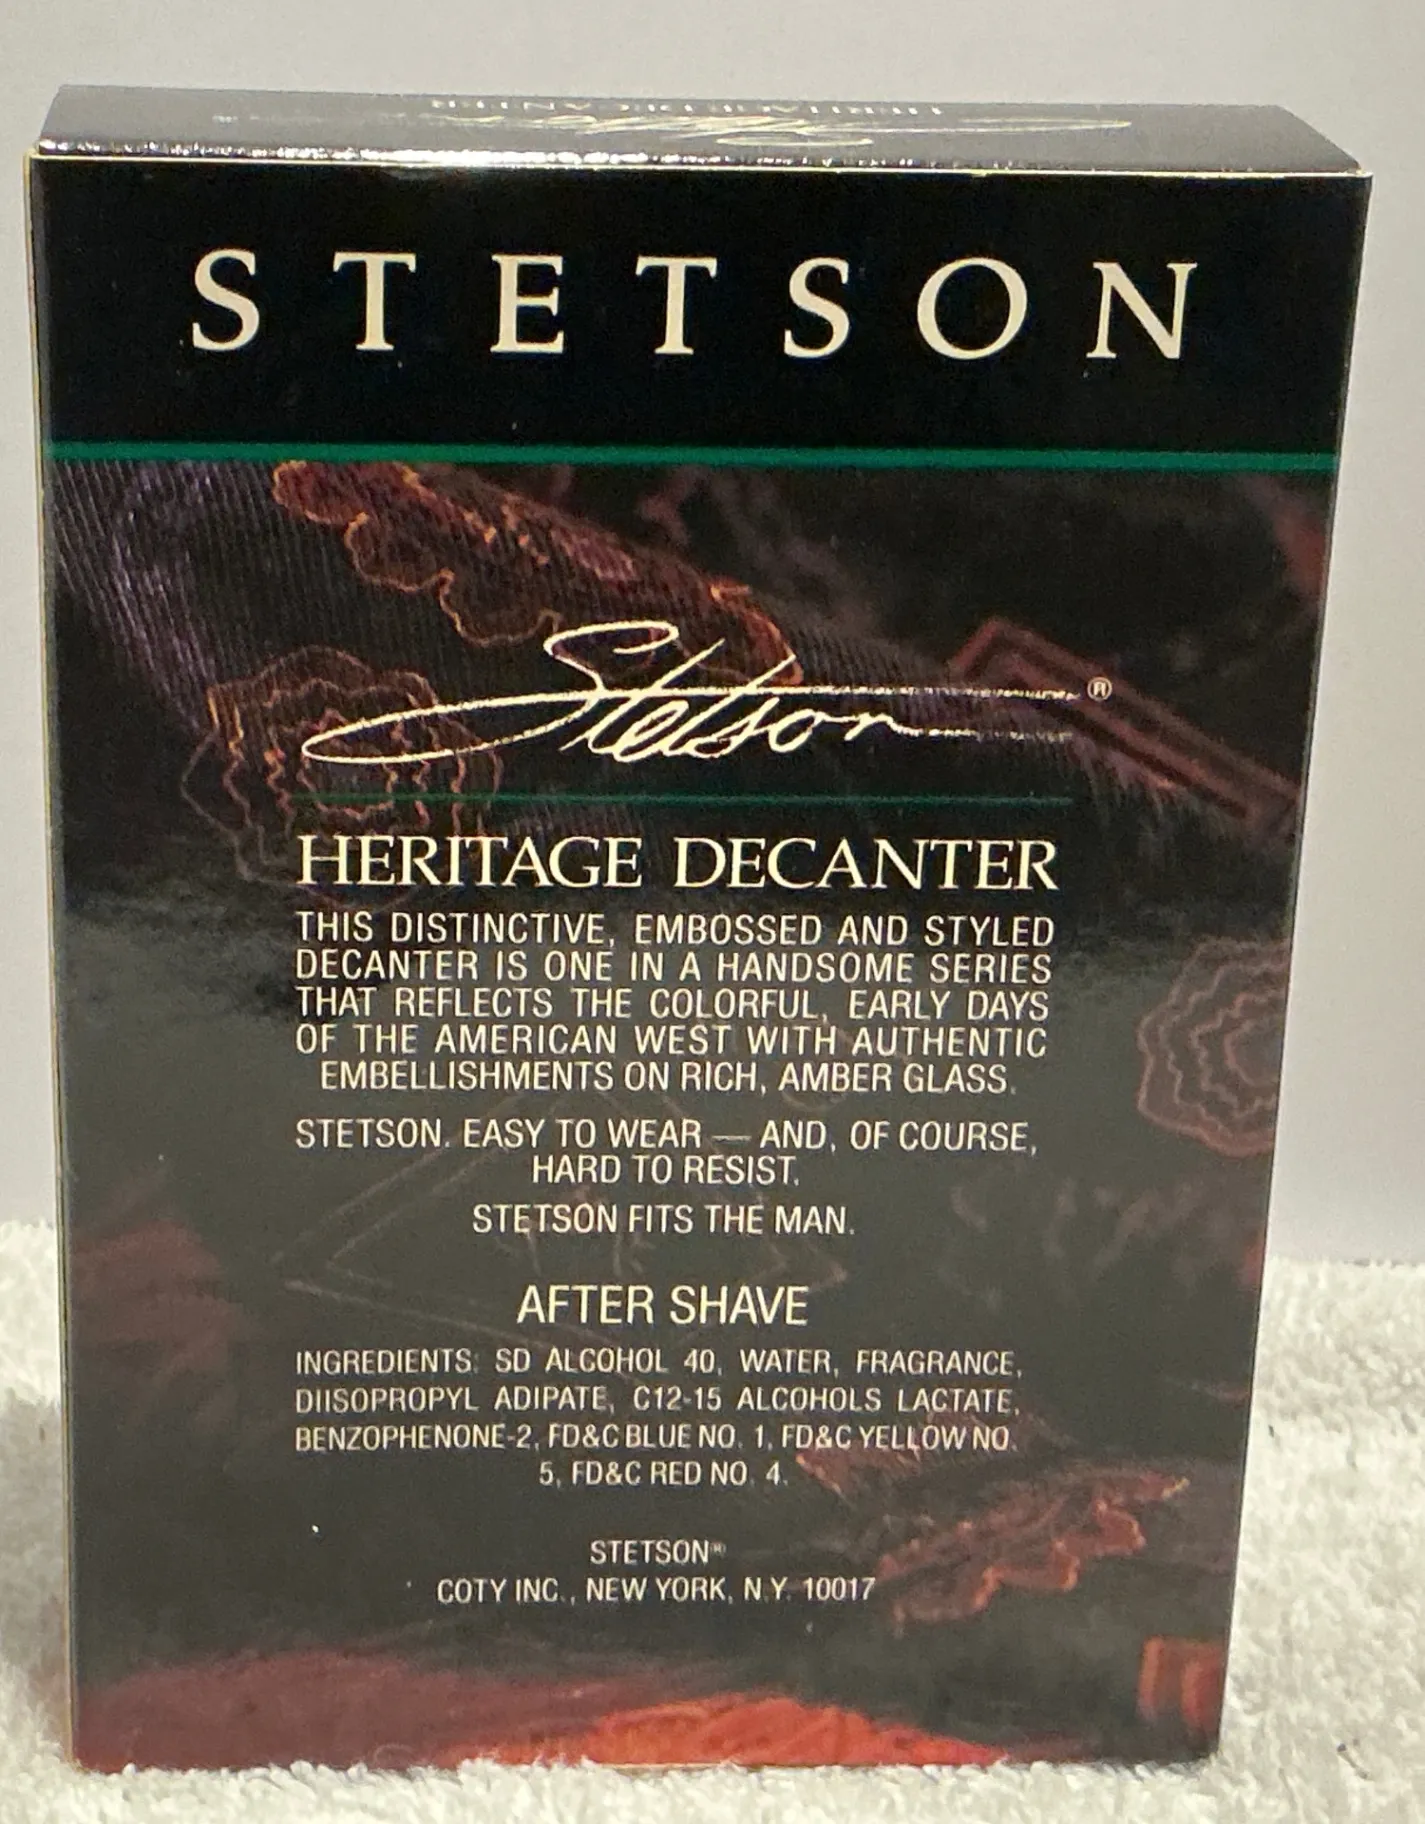 HERITAGE DECANTER
STETSON
Stetson®
HERITAGE DECANTER
THIS DISTINCTIVE, EMBOSSED AND STYLED
DECANTER IS ONE IN A HANDSOME SERIES
THAT REFLECTS THE COLORFUL, EARLY DAYS
OF THE AMERICAN WEST WITH AUTHENTIC
EMBELLISHMENTS ON RICH, AMBER GLASS.
STETSON. EASY TO WEAR — AND, OF COURSE,
HARD TO RESIST.
STETSON FITS THE MAN.
AFTER SHAVE
INGREDIENTS: SD ALCOHOL 40, WATER, FRAGRANCE,
DIISOPROPYL ADIPATE, C12-15 ALCOHOLS LACTATE,
BENZOPHENONE-2, FD&C BLUE NO. 1, FD&C YELLOW NO.
5, FD&C RED NO. 4.
STETSON®
COTY INC., NEW YORK, N.Y. 10017